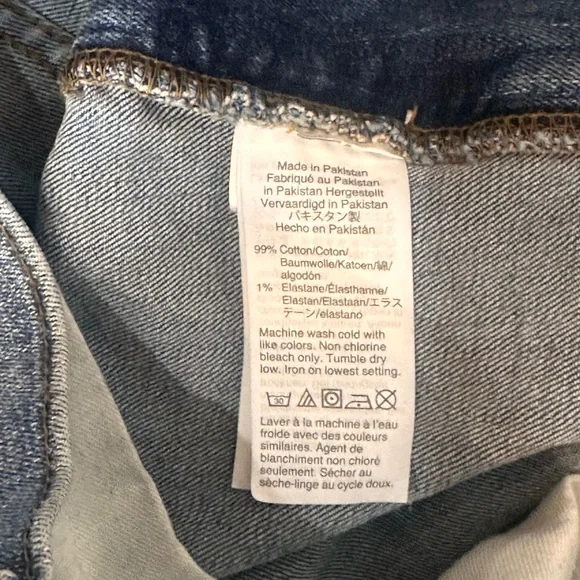 Made in Pakistan
Fabriqué au Pakistan
in Pakistan Hergestellt
Vervaardigd in Pakistan
パキスタン製
Hecho en Pakistán
99% Cotton/Coton/
Baumwolle/Katoen/綿/
algodón
1% Elastane/Élasthanne/
Elastan/Elastaan/エラス
テーン/elastano
Machine wash cold with
like colors. Non chlorine
bleach only. Tumble dry
low. Iron on lowest setting.
30
Laver à la machine à l'eau
froide avec des couleurs
similaires. Agent de
blanchiment non chloré
seulement. Sécher au
sèche-linge au cycle doux.